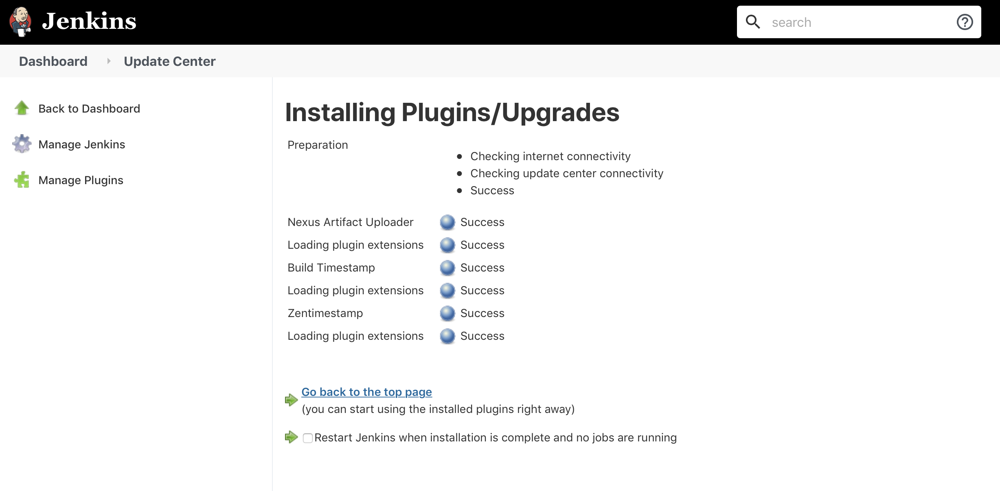 Jenkins
search
Dashboard
Update Center
Back to Dashboard
Manage Jenkins
Manage Plugins
Installing Plugins/Upgrades
Preparation
Checking internet connectivity
Checking update center connectivity
Success
Nexus Artifact Uploader Success
Loading plugin extensions Success
Build Timestamp Success
Loading plugin extensions Success
Zentimestamp Success
Loading plugin extensions Success
Go back to the top page
(you can start using the installed plugins right away)
Restart Jenkins when installation is complete and no jobs are running